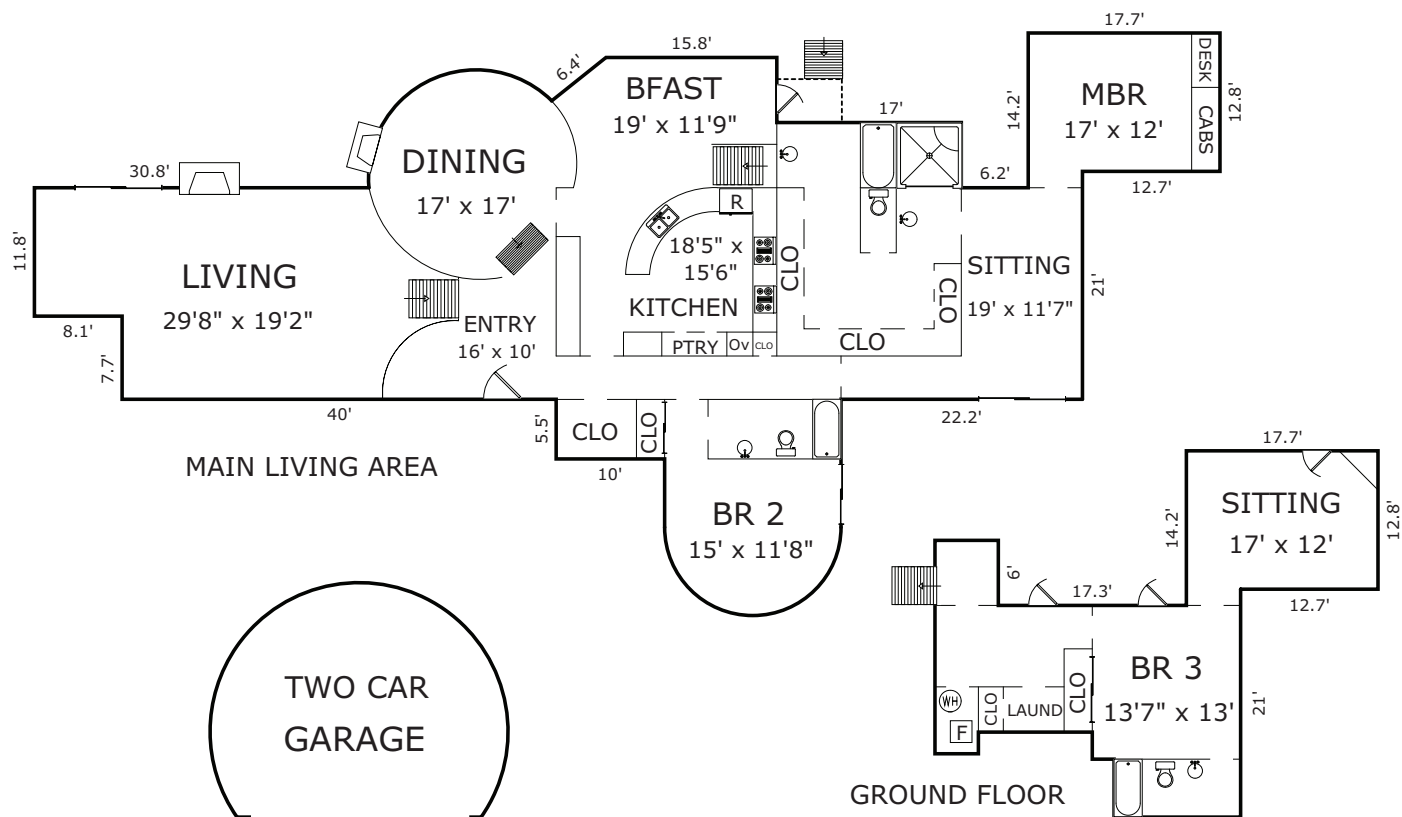 17.7'
15.8'
6.4'
BFAST
19' x 11'9"
DESK
CABS
12.8'
MBR
17' x 12'
14.2'
17'
6.2'
12.7'
30.8'
DINING
17' x 17'
R
11.8'
LIVING
29'8" x 19'2"
18'5" x
15'6"
KITCHEN
CLO
CLO
SITTING
19' x 11'7"
21'
8.1'
7.7'
ENTRY
16' x 10'
PTRY
Ov
CLO
CLO
40'
5.5'
CLO
CLO
22.2'
10'
MAIN LIVING AREA
BR 2
15' x 11'8"
17.7'
SITTING
17' x 12'
14.2'
12.8'
6'
17.3'
12.7'
BR 3
13'7" x 13'
21'
CLO
WH
CLO
LAUND
F
GROUND FLOOR
TWO CAR
GARAGE